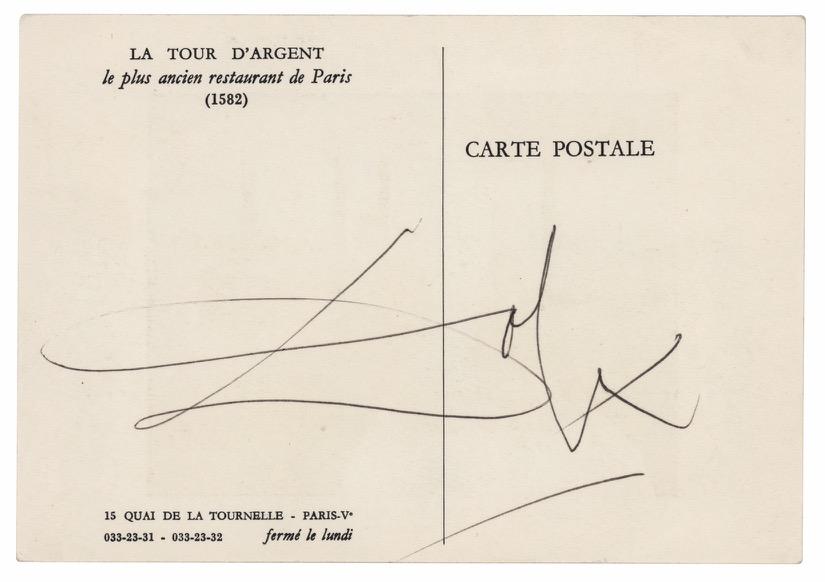 LA TOUR D'ARGENT
le plus ancien restaurant de Paris
(1582)
CARTE POSTALE
15 QUAI DE LA TOURNELLE - PARIS-Vᵉ
033-23-31 - 033-23-32 fermé le lundi